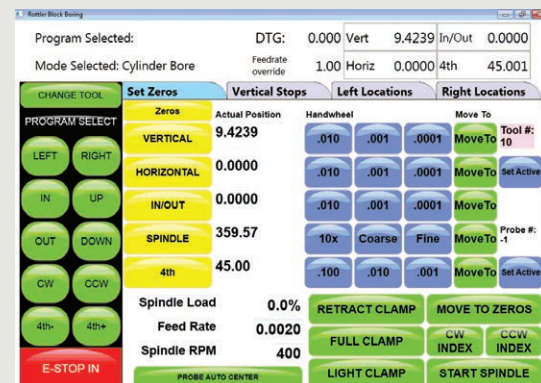 Rottler Block Boring
Program Selected: DTG: 0.000 Vert 9.4239 In/Out 0.0000
Mode Selected: Cylinder Bore Feedrate override 1.00 Horiz 0.0000 4th 45.001
CHANGE TOOL Set Zeros Vertical Stops Left Locations Right Locations
PROGRAM SELECT Zeros Actual Position Handwheel Move To
VERTICAL 9.4239 .010 .001 .0001 MoveTo Tool #: 10
LEFT RIGHT
HORIZONTAL 0.0000 .010 .001 .0001 MoveTo Set Active
IN UP
IN/OUT 0.0000 .010 .001 .0001 MoveTo
OUT DOWN
SPINDLE 359.57 10x Coarse Fine MoveTo Probe #: -1
CW CCW
4th 45.00 .100 .010 .001 MoveTo Set Active
4th- 4th+
Spindle Load 0.0% RETRACT CLAMP MOVE TO ZEROS
Feed Rate 0.0020 FULL CLAMP CW INDEX CCW INDEX
Spindle RPM 400
E-STOP IN PROBE AUTO CENTER LIGHT CLAMP START SPINDLE